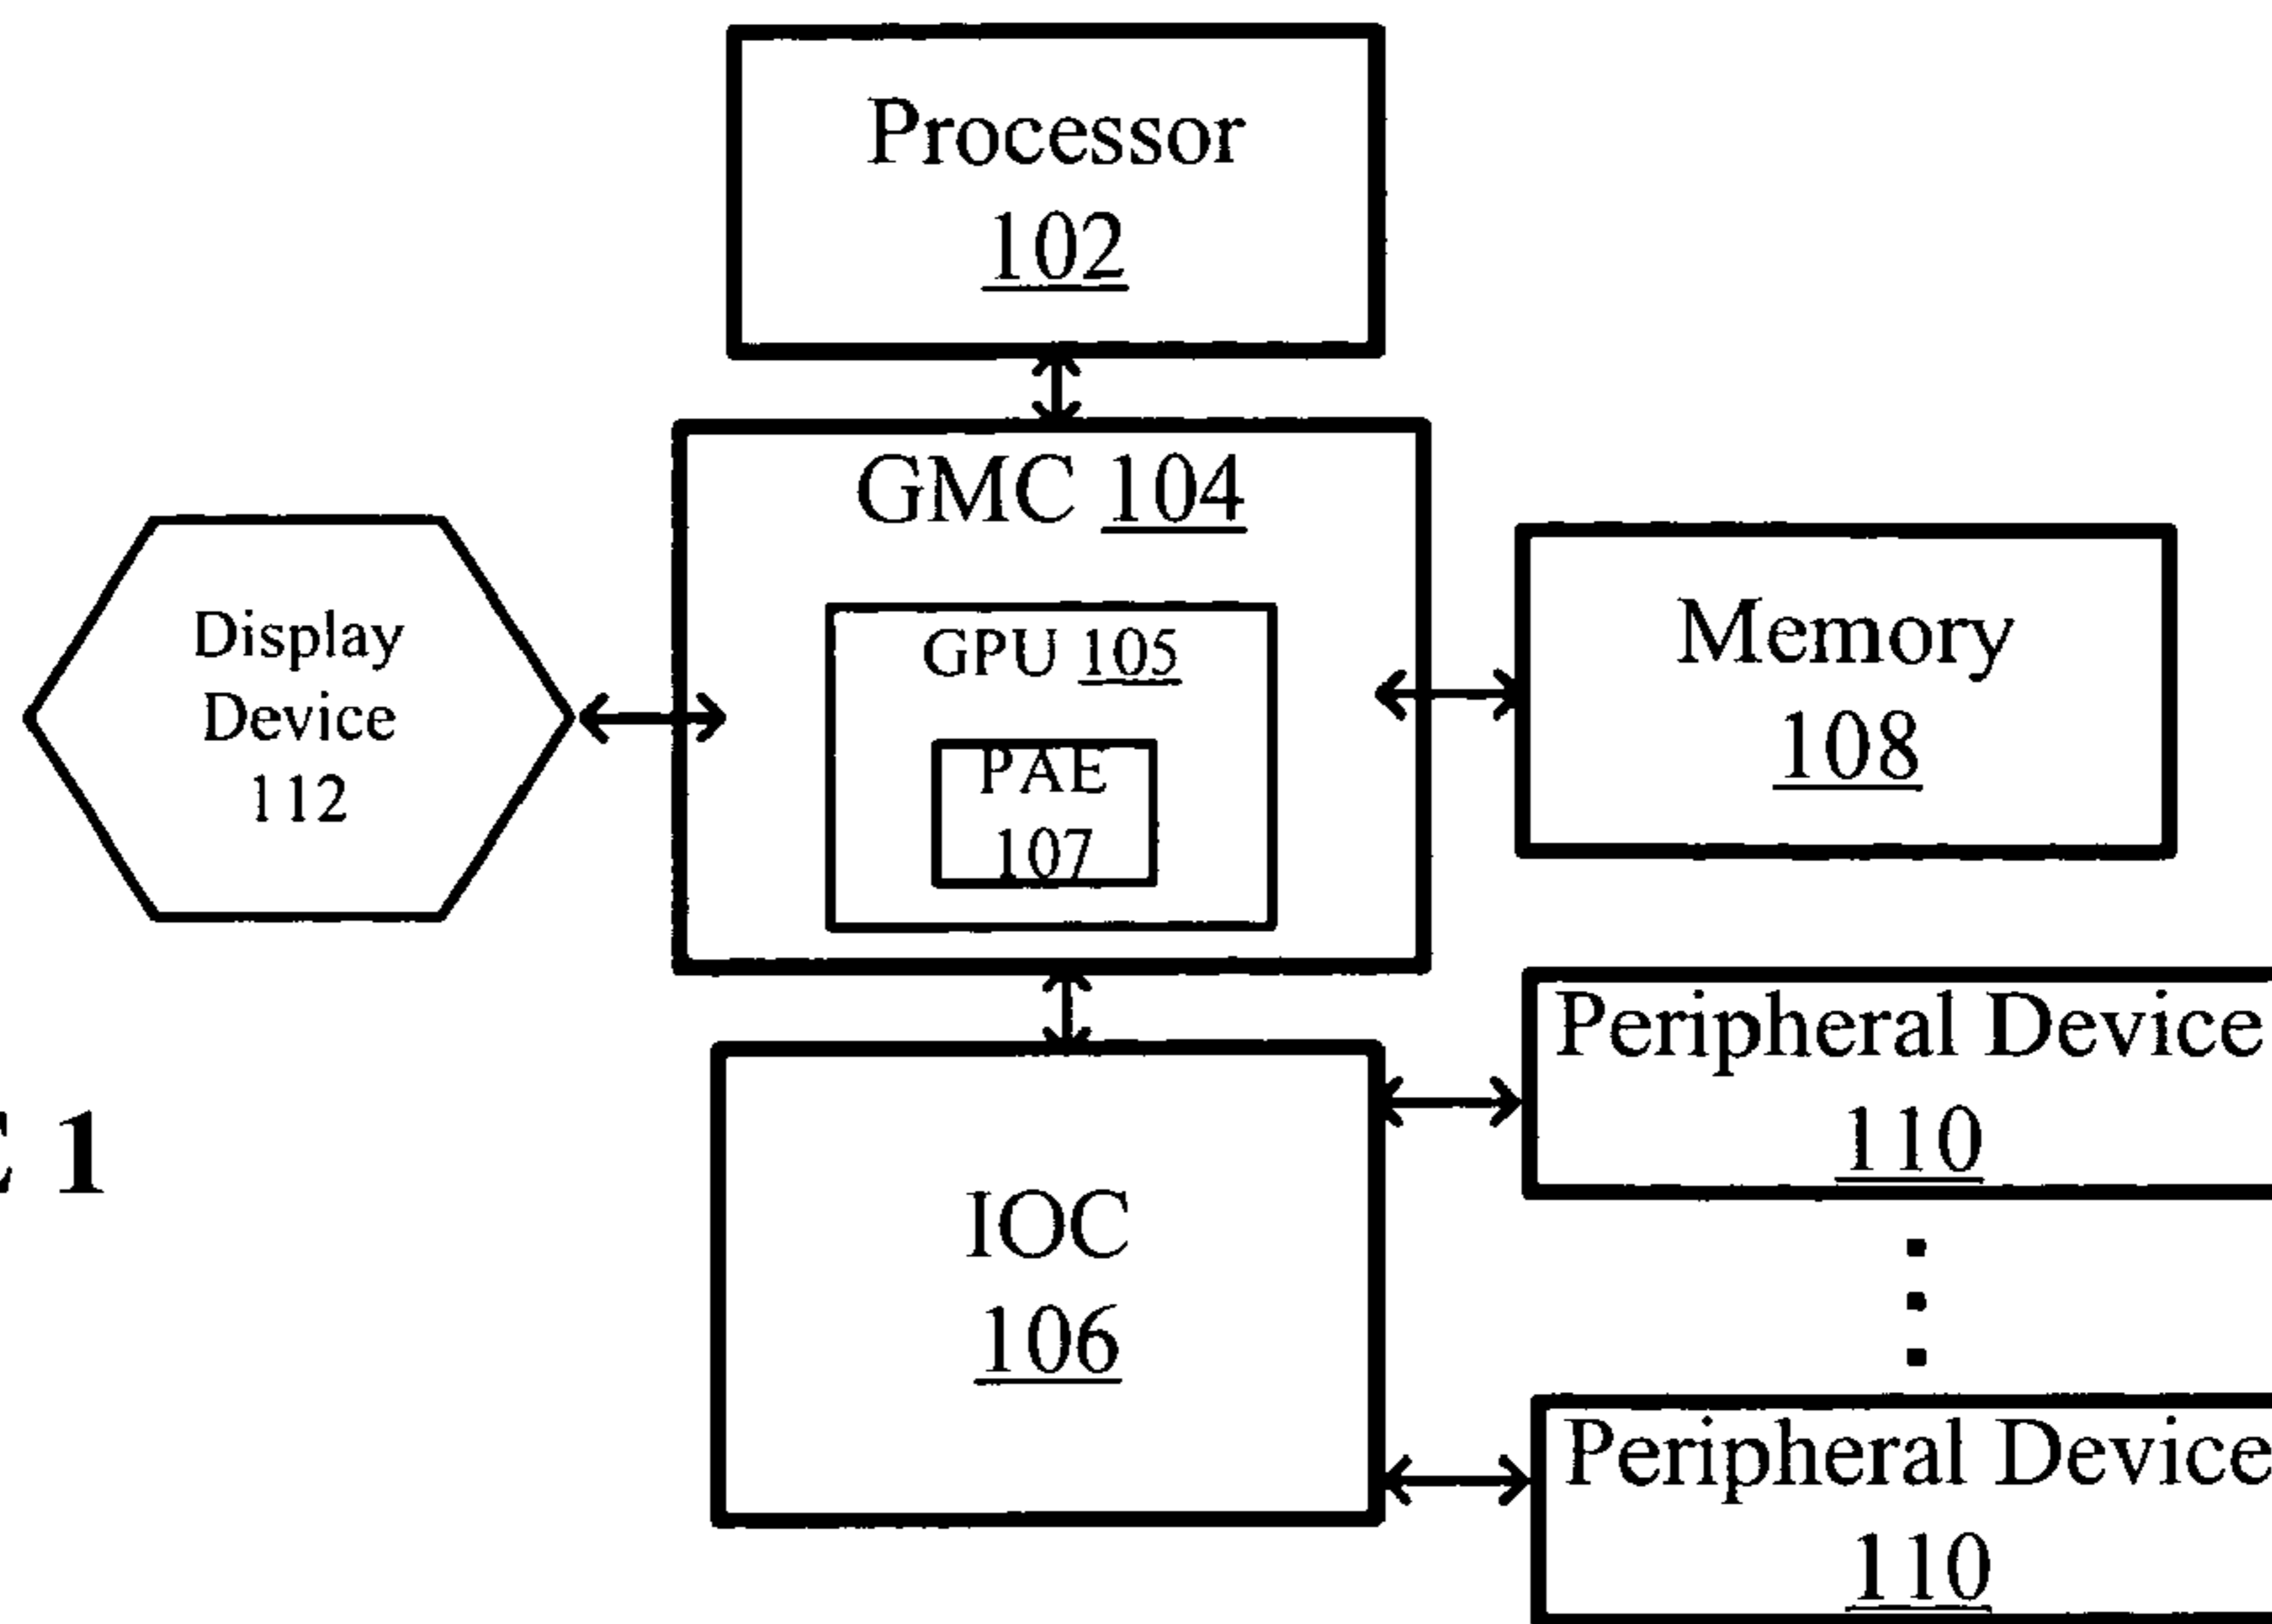 Processor
102
GMC 104
GPU 105
PAE
107
Display
Device
112
Memory
108
Peripheral Device
110
IOC
106
Peripheral Device
110
1